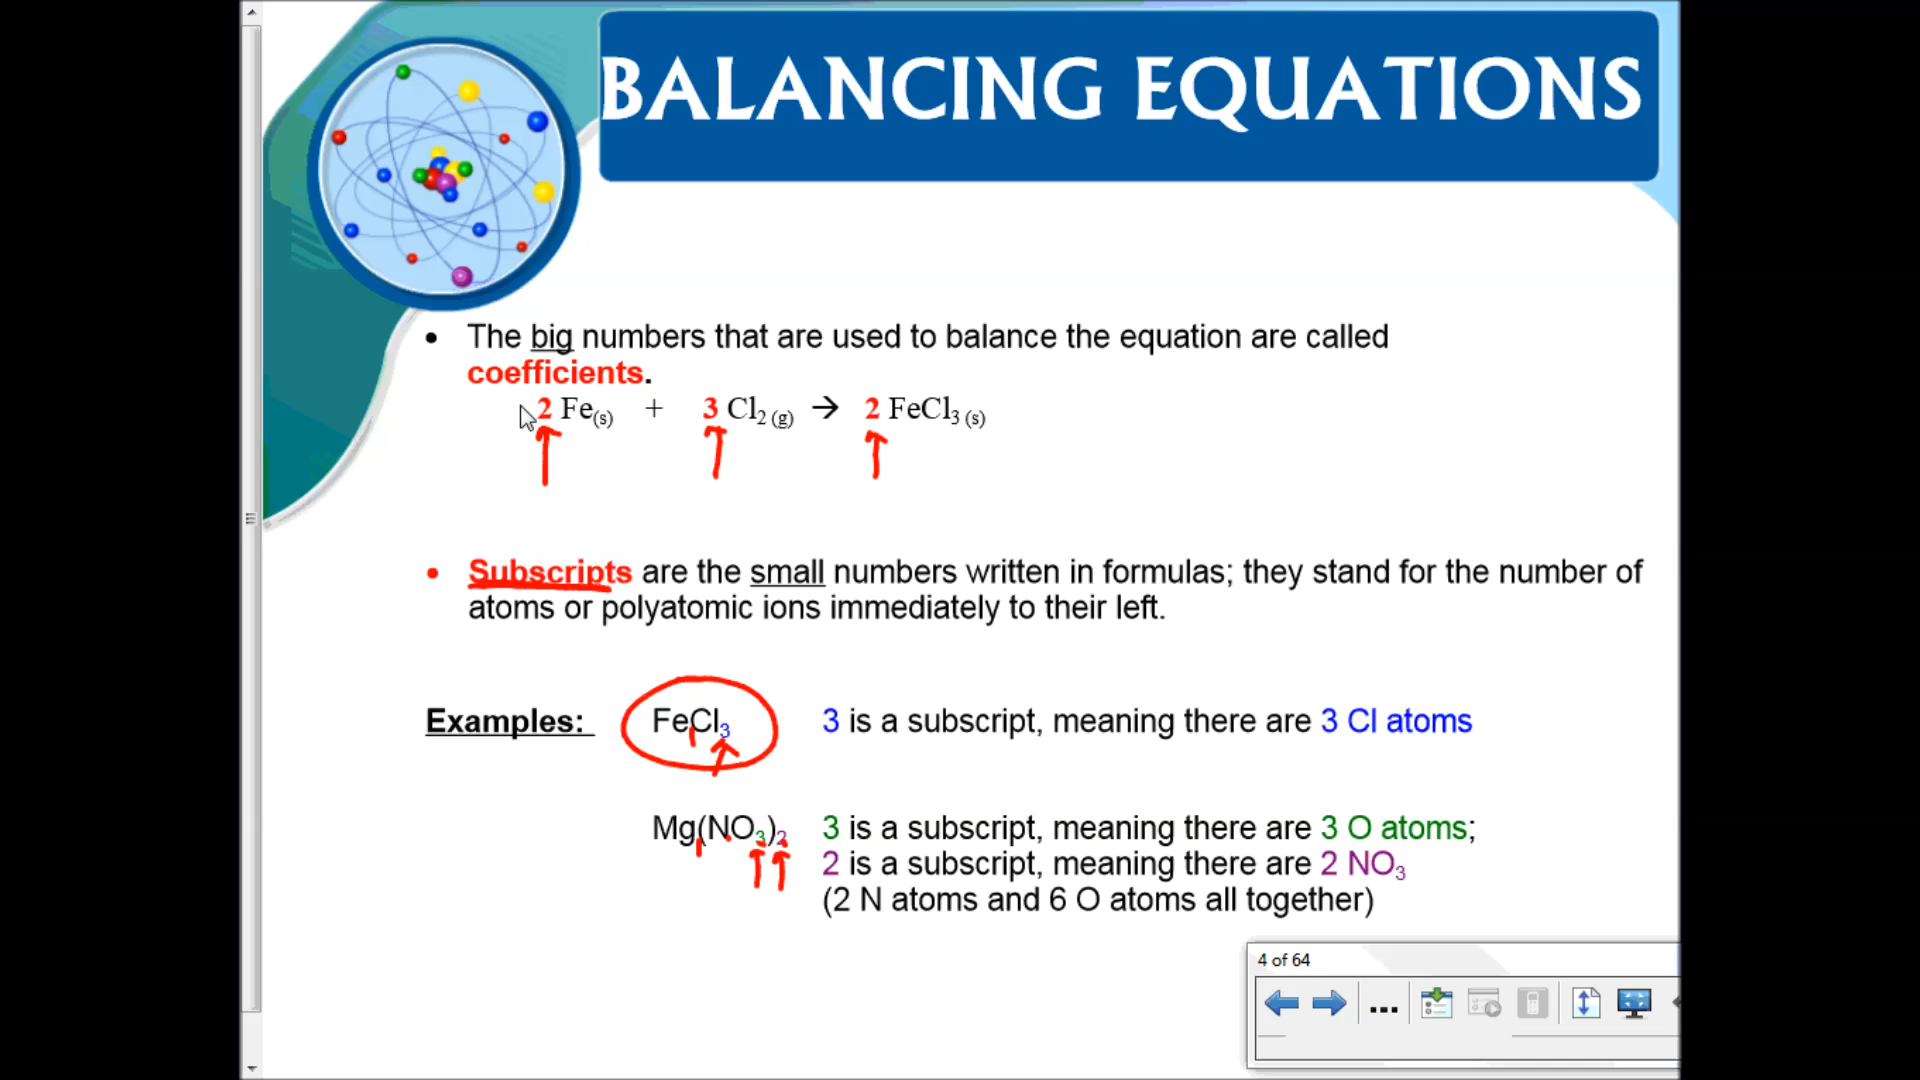 BALANCING EQUATIONS
• The big numbers that are used to balance the equation are called
coefficients.
2 Fe(s) + 3 Cl₂ (g) → 2 FeCl₃ (s)
• Subscripts are the small numbers written in formulas; they stand for the number of
atoms or polyatomic ions immediately to their left.
Examples: FeCl₃ 3 is a subscript, meaning there are 3 Cl atoms
Mg(NO₃)₂ 3 is a subscript, meaning there are 3 O atoms;
2 is a subscript, meaning there are 2 NO₃
(2 N atoms and 6 O atoms all together)
4 of 64